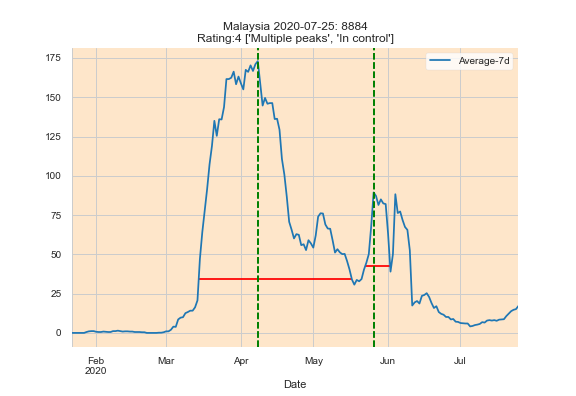 Malaysia 2020-07-25: 8884
Rating:4 ['Multiple peaks', 'In control']
Average-7d
175
150
125
100
75
50
25
0
Feb
2020
Mar
Apr
May
Jun
Jul
Date